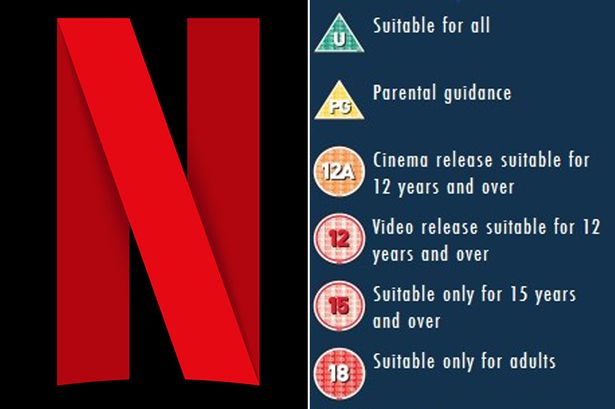 N
U
Suitable for all
PG
Parental guidance
12A
Cinema release suitable for
12 years and over
12
Video release suitable for 12
years and over
15
Suitable only for 15 years
and over
18
Suitable only for adults